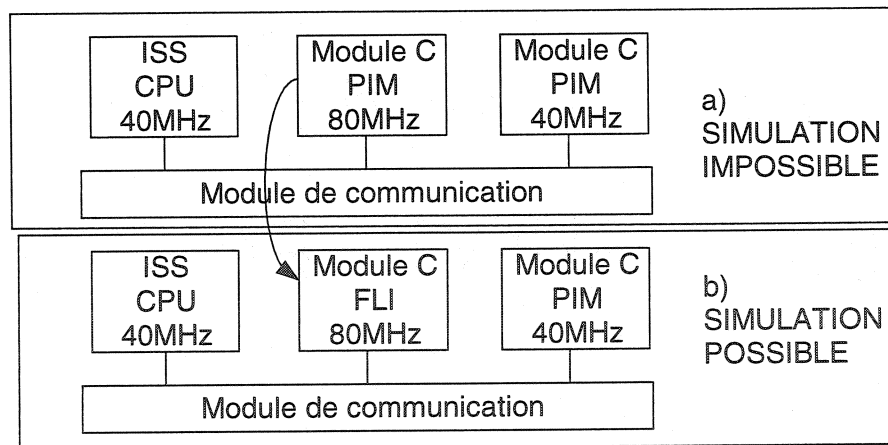 ISS
CPU
40MHz
Module C
PIM
80MHz
Module C
PIM
40MHz
a)
SIMULATION
IMPOSSIBLE
Module de communication
ISS
CPU
40MHz
Module C
FLI
80MHz
Module C
PIM
40MHz
b)
SIMULATION
POSSIBLE
Module de communication